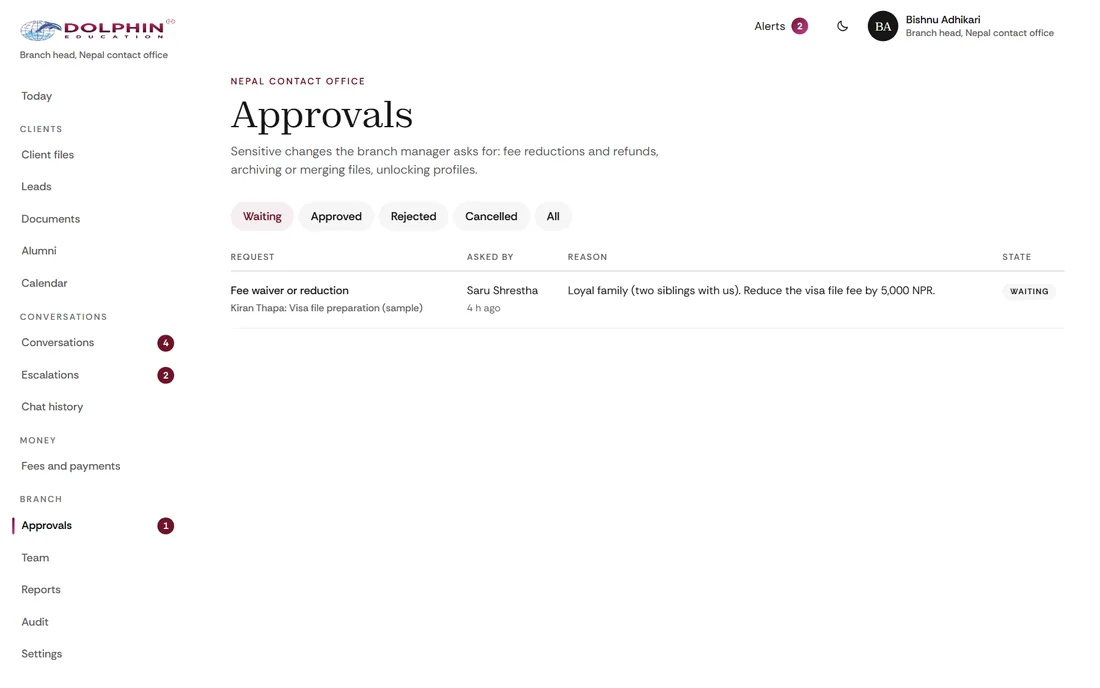 DOLPHIN
EDUCATION
Branch head, Nepal contact office
Today
CLIENTS
Client files
Leads
Documents
Alumni
Calendar
CONVERSATIONS
Conversations 4
Escalations 2
Chat history
MONEY
Fees and payments
BRANCH
Approvals 1
Team
Reports
Audit
Settings
Alerts 2
BA
Bishnu Adhikari
Branch head, Nepal contact office
NEPAL CONTACT OFFICE
Approvals
Sensitive changes the branch manager asks for: fee reductions and refunds,
archiving or merging files, unlocking profiles.
Waiting Approved Rejected Cancelled All
REQUEST ASKED BY REASON STATE
Fee waiver or reduction Saru Shrestha Loyal family (two siblings with us). Reduce the visa file fee by 5,000 NPR. WAITING
Kiran Thapa: Visa file preparation (sample) 4 h ago